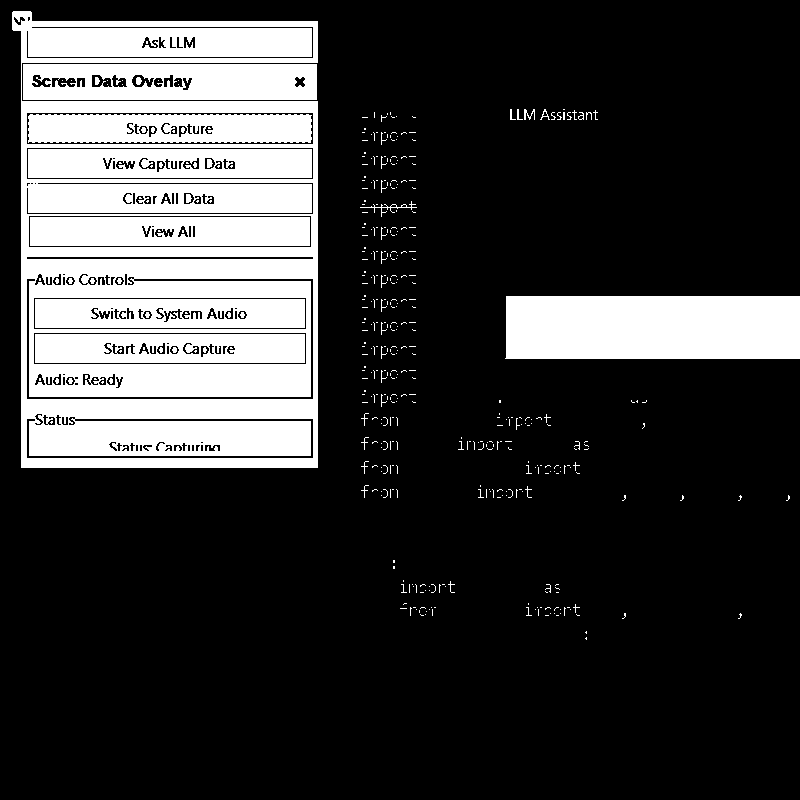 Ask LLM
Screen Data Overlay ×
Stop Capture
View Captured Data
Clear All Data
View All
Audio Controls
Switch to System Audio
Start Audio Capture
Audio: Ready
Status
Status: Capturing
LLM Assistant
import
import
import
import
import
import
import
import
import
import
import
import
import . as
from import ,
from import as
from import
from import , , , ,
:
import as
from import , ,
: